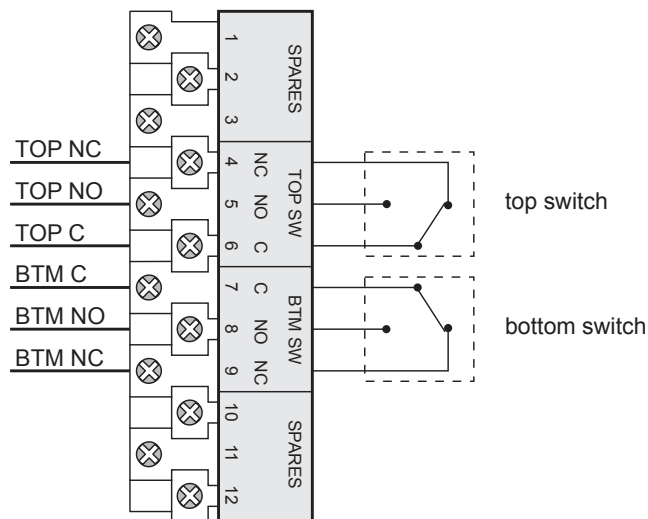 TOP NC
TOP NO
TOP C
BTM C
BTM NO
BTM NC
1
2
3
SPARES
4 NC
5 NO
6 C
TOP SW
7 C
8 NO
9 NC
BTM SW
10
11
12
SPARES
top switch
bottom switch